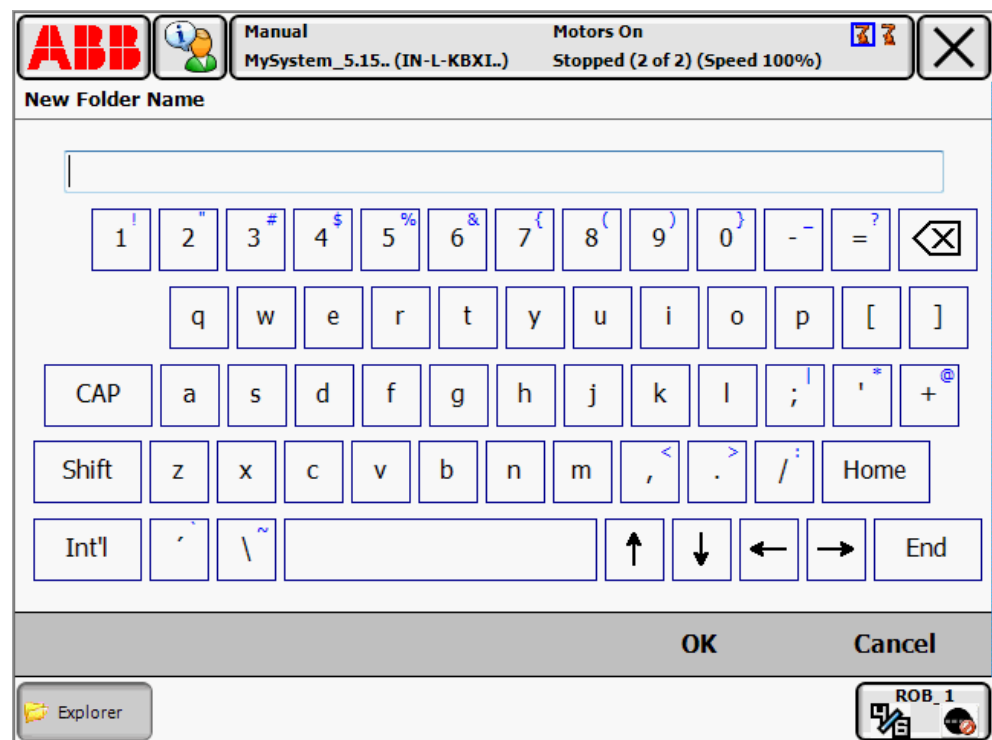 ABB
Manual Motors On
MySystem_5.15.. (IN-L-KBXI..) Stopped (2 of 2) (Speed 100%)
New Folder Name
1 ! 2 " 3 # 4 $ 5 % 6 & 7 { 8 ( 9 ) 0 } - _ = ?
q w e r t y u i o p [ ]
CAP a s d f g h j k l ; | ' * + @
Shift z x c v b n m , < . > / : Home
Int'l ´ ` \ ~ ↑ ↓ ← → End
OK Cancel
Explorer ROB_1